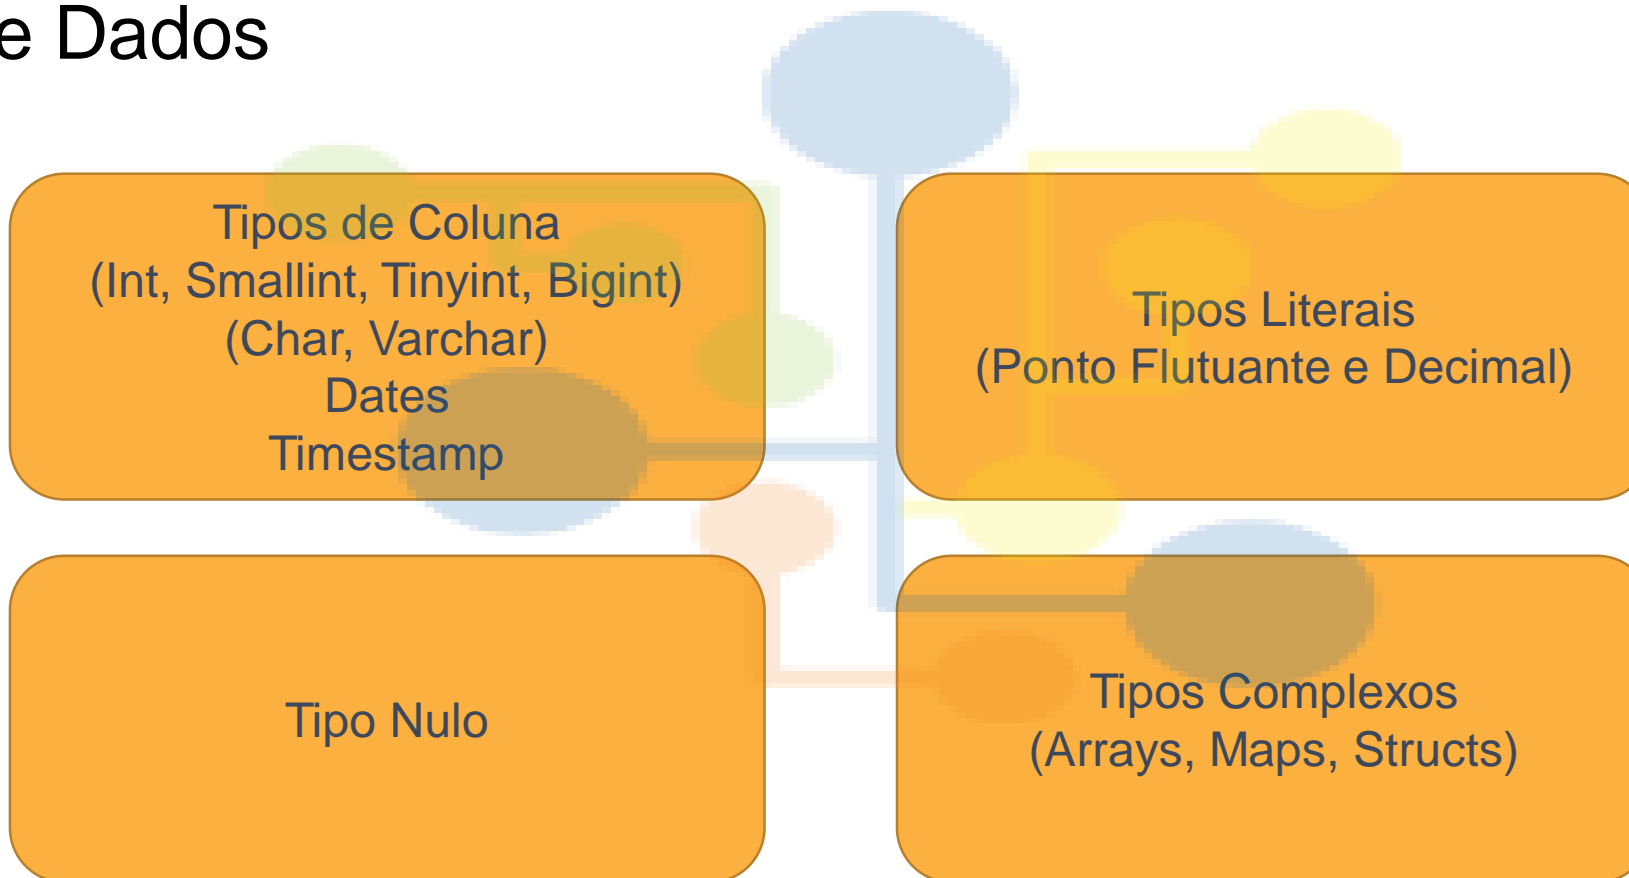 e Dados
Tipos de Coluna
(Int, Smallint, Tinyint, Bigint)
(Char, Varchar)
Dates
Timestamp
Tipos Literais
(Ponto Flutuante e Decimal)
Tipo Nulo
Tipos Complexos
(Arrays, Maps, Structs)